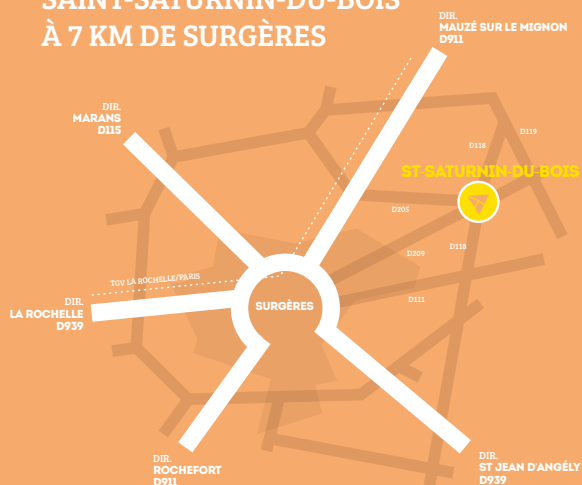 SAINT-SATURNIN-DU-BOIS
À 7 KM DE SURGÈRES
DIR.
MAUZÉ SUR LE MIGNON
D911
DIR.
MARANS
D115
D119
D118
ST-SATURNIN-DU-BOIS
D205
D118
D209
TGV LA ROCHELLE/PARIS
DIR.
LA ROCHELLE
D939
SURGÈRES
D111
DIR.
ROCHEFORT
D911
DIR.
ST JEAN D'ANGÉLY
D939